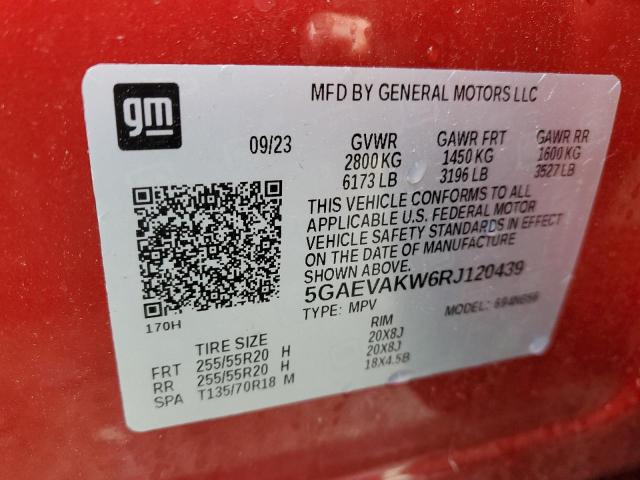 gm
MFD BY GENERAL MOTORS LLC
09/23 GVWR GAWR FRT GAWR RR
2800 KG 1450 KG 1600 KG
6173 LB 3196 LB 3527 LB
THIS VEHICLE CONFORMS TO ALL
APPLICABLE U.S. FEDERAL MOTOR
VEHICLE SAFETY STANDARDS IN EFFECT
ON THE DATE OF MANUFACTURE
SHOWN ABOVE.
5GAEVAKW6RJ120439
170H TYPE: MPV MODEL:
TIRE SIZE RIM
FRT 255/55R20 H 20X8J
RR 255/55R20 H 20X8J
SPA T135/70R18 M 18X4.5B